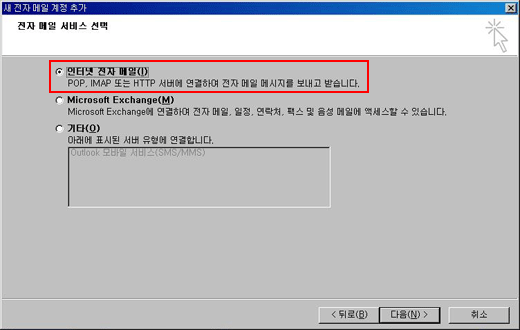 새 전자 메일 계정 추가
전자 메일 서비스 선택
인터넷 전자 메일(I)
POP, IMAP 또는 HTTP 서버에 연결하여 전자 메일 메시지를 보내고 받습니다.
Microsoft Exchange(M)
Microsoft Exchange에 연결하여 전자 메일, 일정, 연락처, 팩스 및 음성 메일에 액세스할 수 있습니다.
기타(O)
아래에 표시된 서버 유형에 연결합니다.
Outlook 모바일 서비스(SMS/MMS)
< 뒤로(B)
다음(N) >
취소